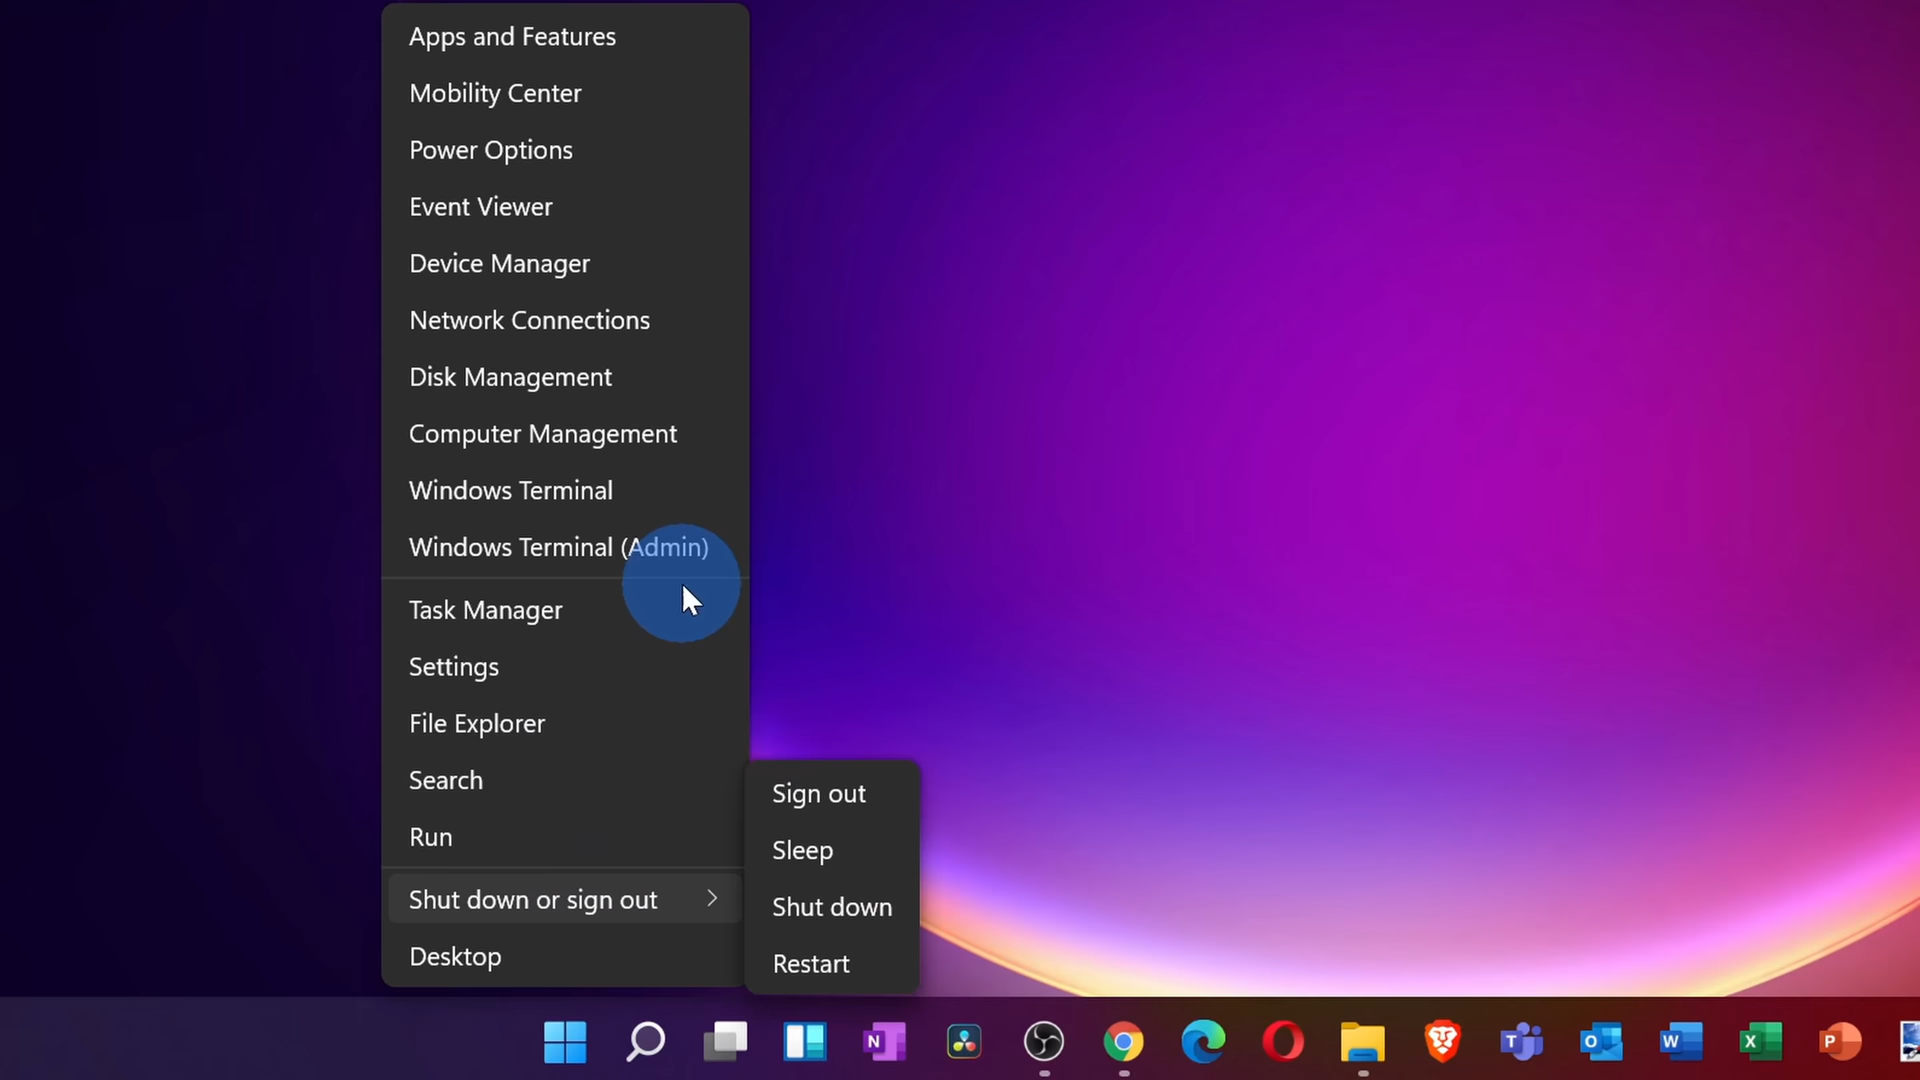 Apps and Features
Mobility Center
Power Options
Event Viewer
Device Manager
Network Connections
Disk Management
Computer Management
Windows Terminal
Windows Terminal (Admin)
Task Manager
Settings
File Explorer
Search
Run
Shut down or sign out
Desktop
Sign out
Sleep
Shut down
Restart
N
T
O
W
X
P